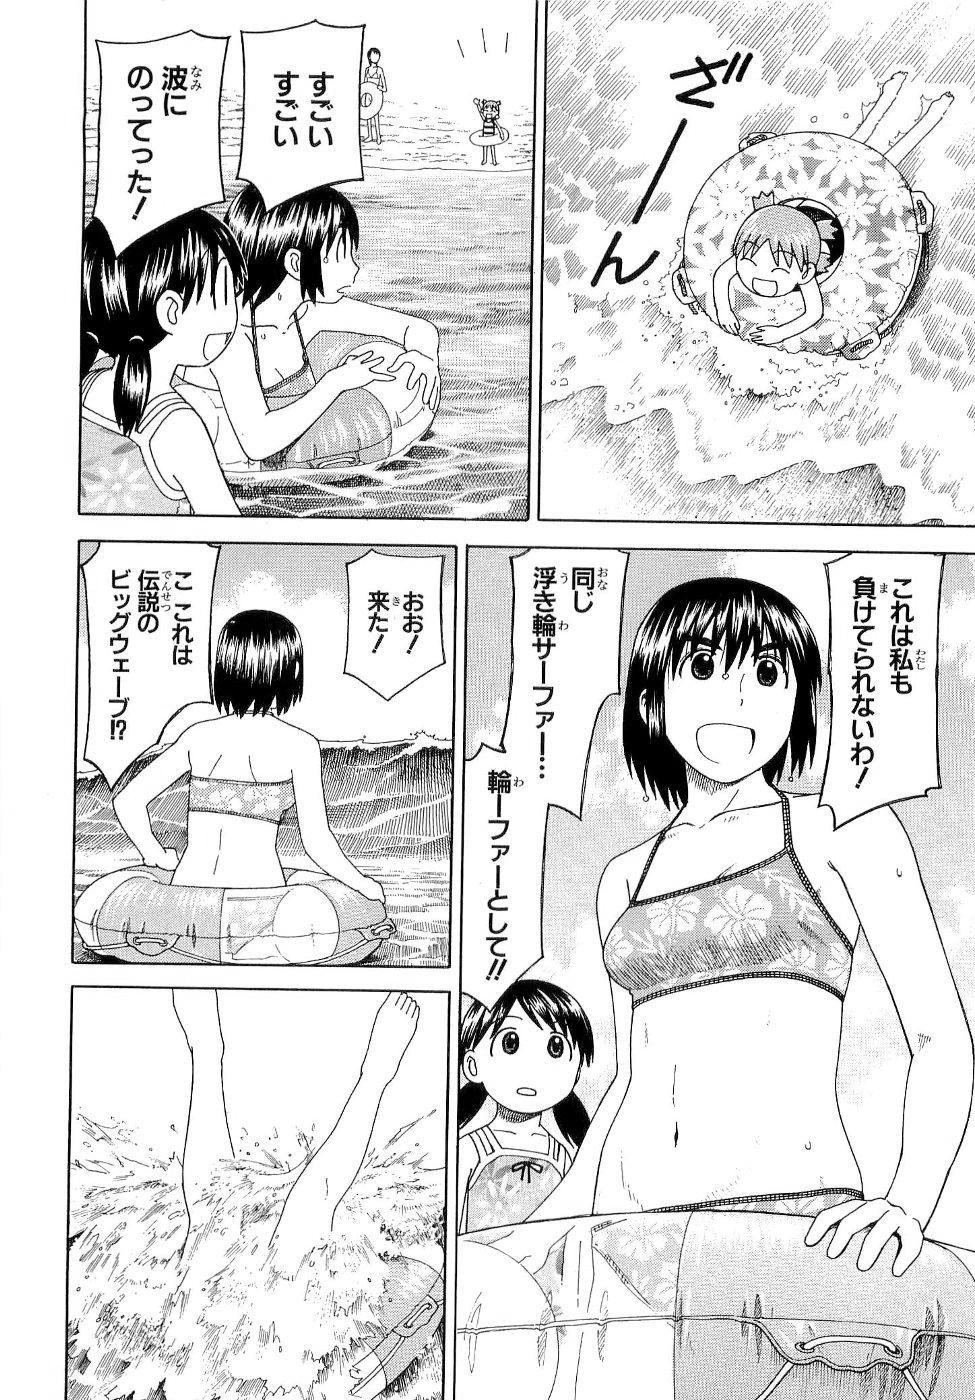 ざーーん
すごい
すごい
波に
のってった！
これは私も
負けてられないわ！
同じ
浮き輪サーファー…
輪ーファーとして！！
おお！
来た！
こ これは
伝説の
ビッグウェーブ！？